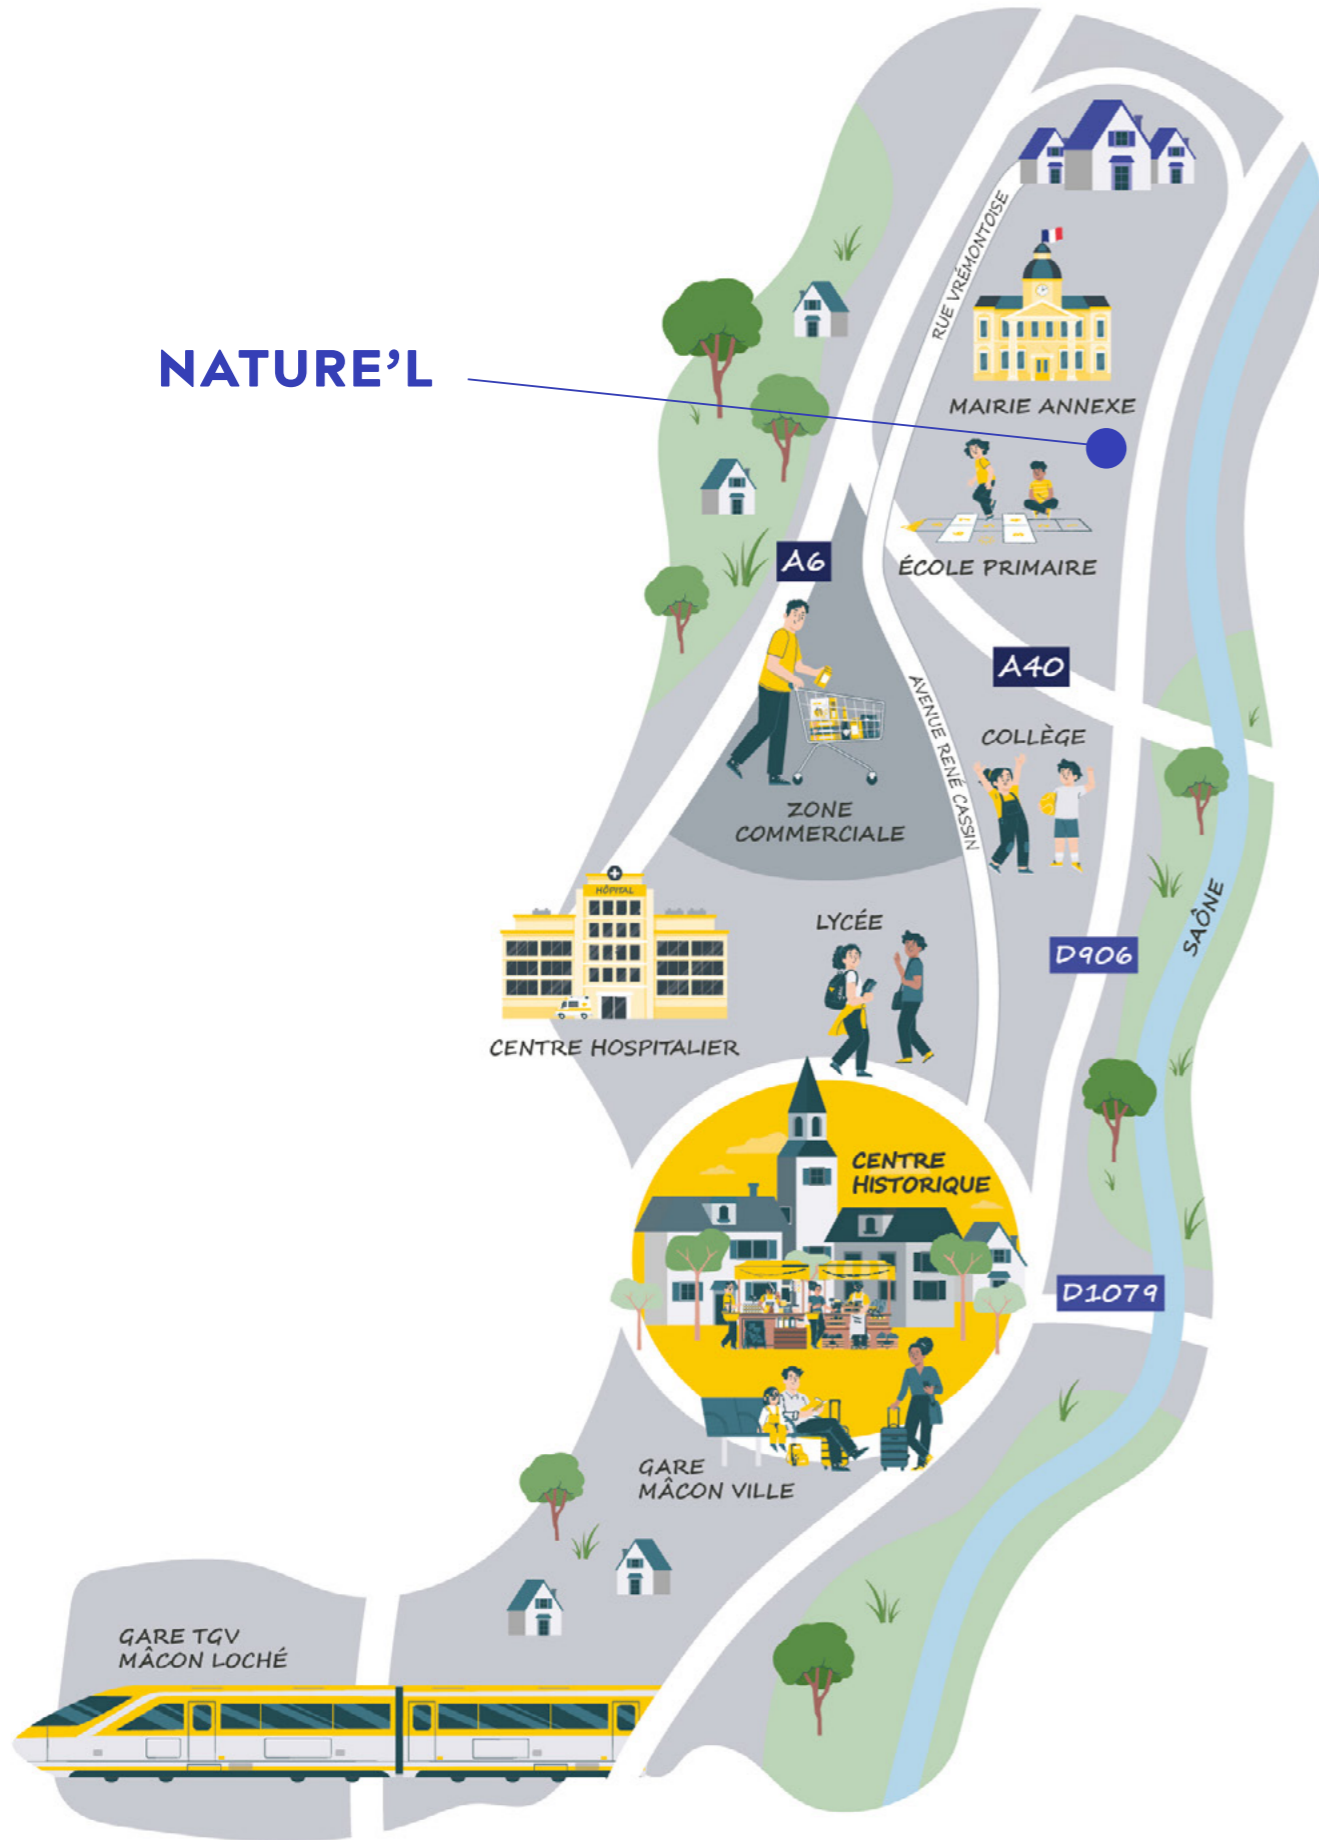 RUE VRÉMONTOISE
NATURE’L
MAIRIE ANNEXE
A6
ÉCOLE PRIMAIRE
A40
AVENUE RENÉ CASSIN
COLLÈGE
ZONE
COMMERCIALE
HÔPITAL
SAÔNE
LYCÉE
D906
CENTRE HOSPITALIER
CENTRE
HISTORIQUE
D1079
GARE
MÂCON VILLE
GARE TGV
MÂCON LOCHÉ